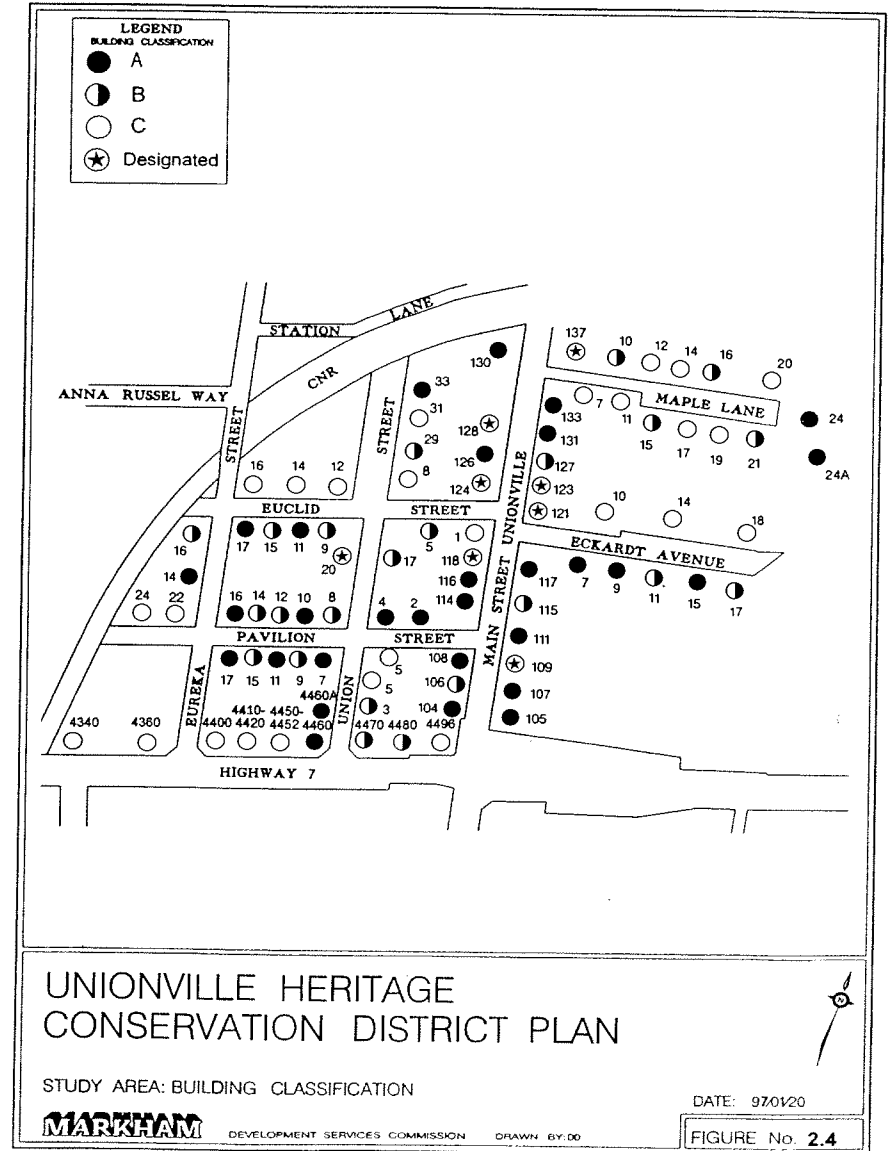 LEGEND
BUILDING CLASSIFICATION
A
B
C
Designated
STATION LANE
CNR
ANNA RUSSEL WAY
STREET
STREET
130
33
31
29
8
128
126
124
137 10 12 14 16 20
MAPLE LANE
7 11 15 17 19 21
24
24A
133
131
127
123
121
10 14 18
16 14 12
EUCLID STREET
MAIN STREET UNIONVILLE
ECKARDT AVENUE
16
14
24 22
17 15 11 9
20
16 14 12 10 8
5 1
17 118
116
114
4 2
117
115
111
109
107
105
7 9 11 15 17
PAVILION STREET
EUREKA
UNION
17 15 11 9 7
4460A
4410- 4450-
4400 4420 4452 4460
5
5
3
108
106
104
4470 4480 4496
4340 4360
HIGHWAY 7
UNIONVILLE HERITAGE
CONSERVATION DISTRICT PLAN
N
STUDY AREA: BUILDING CLASSIFICATION
DATE: 97/01/20
MARKHAM DEVELOPMENT SERVICES COMMISSION DRAWN BY: DD
FIGURE No. 2.4